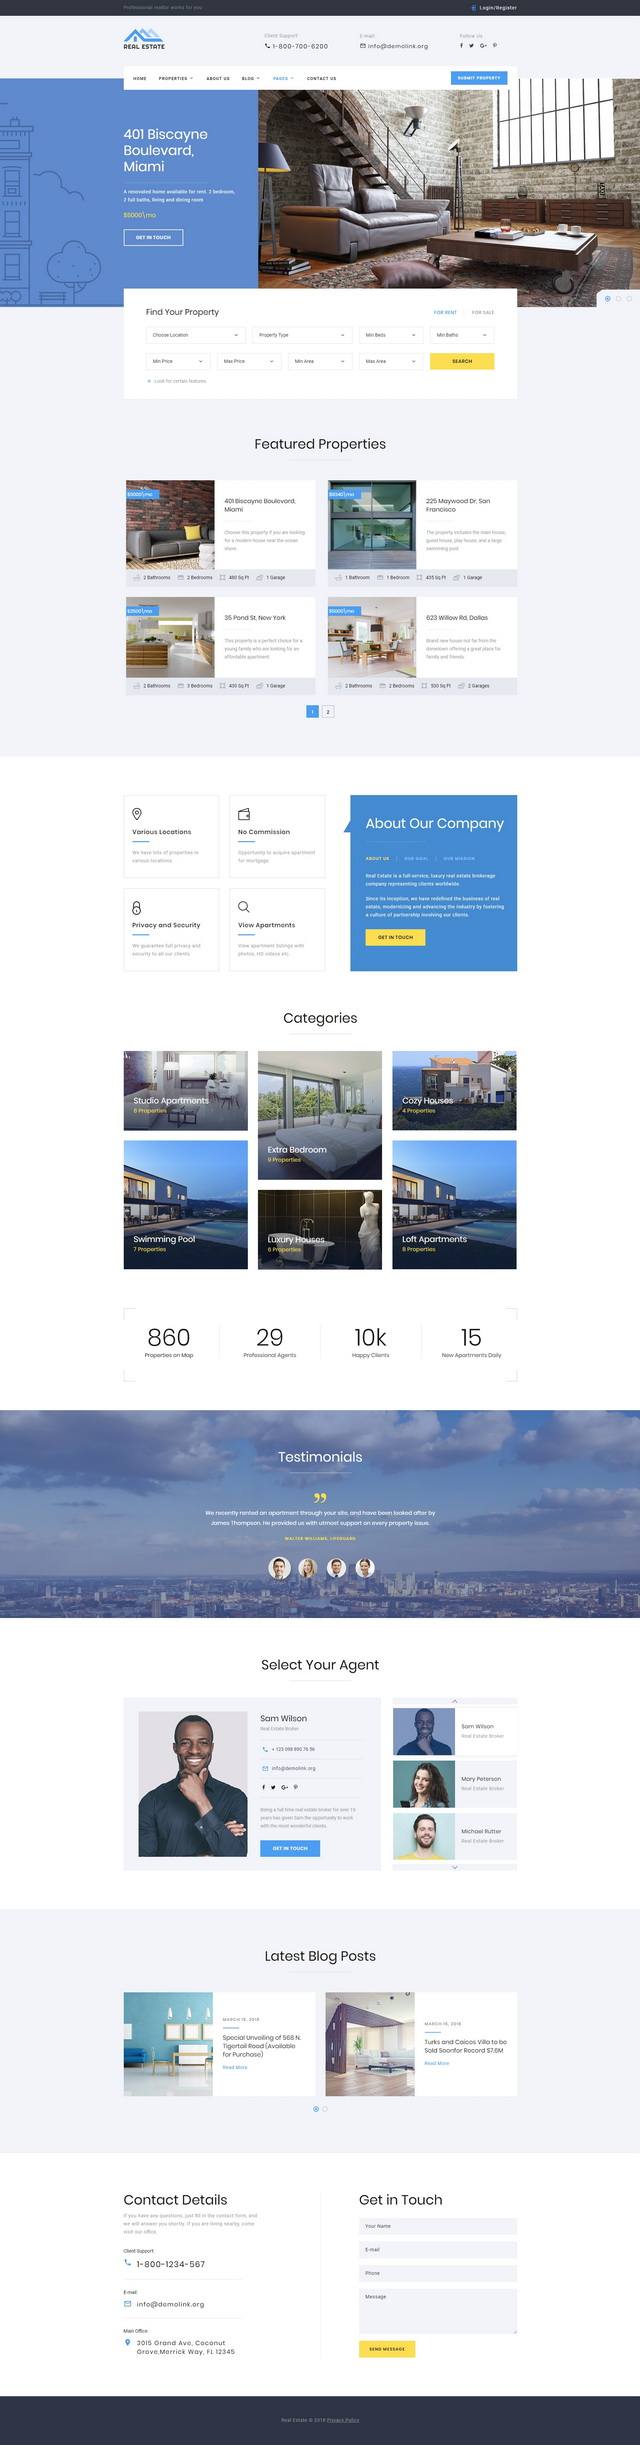 Professional realtor works for you
Login/Register
REAL ESTATE
Client Support
1-800-700-6200
E-mail
info@demolink.org
Follow Us
HOME
PROPERTIES
ABOUT US
BLOG
PAGES
CONTACT US
SUBMIT PROPERTY
401 Biscayne
Boulevard,
Miami
A renovated home available for rent. 2 bedroom,
2 full baths, living and dining room
$5000\mo
GET IN TOUCH
Find Your Property
FOR RENT
FOR SALE
Choose Location
Property Type
Min Beds
Min Baths
Min Price
Max Price
Min Area
Max Area
SEARCH
Look for certain features
Featured Properties
$5000\mo
401 Biscayne Boulevard,
Miami
Choose this property if you are looking
for a modern house near the ocean
shore.
2 Bathrooms
2 Bedrooms
480 Sq Ft
1 Garage
225 Maywood Dr, San
Francisco
The property includes the main house,
guest house, play house, and a large
swimming pool.
1 Bathroom
1 Bedroom
435 Sq Ft
1 Garage
$2500\mo
35 Pond St, New York
This property is a perfect choice for a
young family who are looking for an
affordable apartment.
2 Bathrooms
3 Bedrooms
400 Sq Ft
1 Garage
$5000\mo
623 Willow Rd, Dallas
Brand new house not far from the
downtown offering a great place for
family and friends.
2 Bathrooms
2 Bedrooms
530 Sq Ft
2 Garages
1
2
Various Locations
We have lots of properties in
various locations.
No Commission
Opportunity to acquire apartment
for mortgage.
Privacy and Security
We guarantee full privacy and
security to all our clients.
View Apartments
View apartment listings with
photos, HD videos etc.
About Our Company
ABOUT US
OUR GOAL
OUR MISSION
Real Estate is a full-service, luxury real estate brokerage
company representing clients worldwide.
Since its inception, we have redefined the business of real
estate, modernizing and advancing the industry by fostering
a culture of partnership involving our clients.
GET IN TOUCH
Categories
Studio Apartments
8 Properties
Extra Bedroom
9 Properties
Cozy Houses
4 Properties
Swimming Pool
7 Properties
Luxury Houses
6 Properties
Loft Apartments
8 Properties
860
Properties on Map
29
Professional Agents
10k
Happy Clients
15
New Apartments Daily
Testimonials
We recently rented an apartment through your site, and have been looked after by
James Thompson. He provided us with utmost support on every property issue.
WALTER WILLIAMS, LIFEGUARD
Select Your Agent
Sam Wilson
Real Estate Broker
+ 123 098 890 76 56
info@demolink.org
Being a full time real estate broker for over 15
years has given Sam the opportunity to work
with the most wonderful clients.
GET IN TOUCH
Sam Wilson
Real Estate Broker
Mary Peterson
Real Estate Broker
Michael Rutter
Real Estate Broker
Latest Blog Posts
MARCH 16, 2018
Special Unveiling of 568 N.
Tigertail Road (Available
for Purchase)
Read More
MARCH 16, 2018
Turks and Caicos Villa to be
Sold Soonfor Record $7.6M
Read More
Contact Details
If you have any questions, just fill in the contact form, and
we will answer you shortly. If you are living nearby, come
visit our office.
Client Support:
1-800-1234-567
E-mail:
info@demolink.org
Main Office:
3015 Grand Ave, Coconut
Grove,Merrick Way, FL 12345
Get in Touch
Your Name
E-mail
Phone
Message
SEND MESSAGE
Real Estate © 2018 Privacy Policy